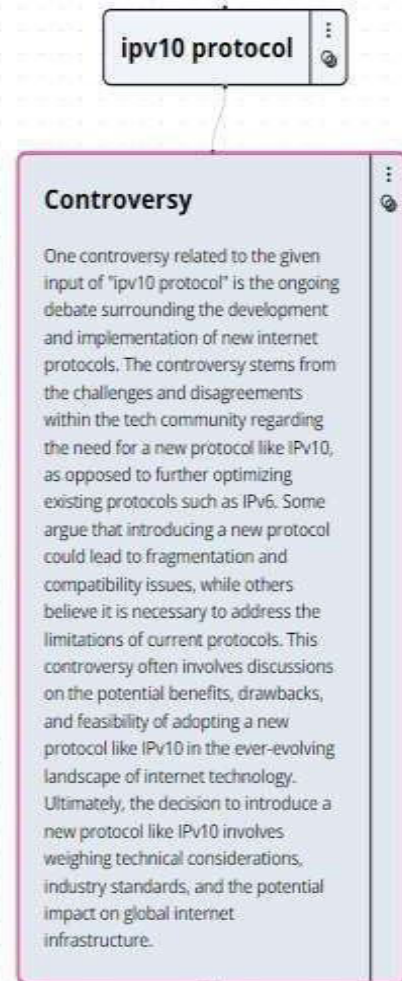 ipv10 protocol
Controversy
One controversy related to the given
input of "ipv10 protocol" is the ongoing
debate surrounding the development
and implementation of new internet
protocols. The controversy stems from
the challenges and disagreements
within the tech community regarding
the need for a new protocol like IPv10,
as opposed to further optimizing
existing protocols such as IPv6. Some
argue that introducing a new protocol
could lead to fragmentation and
compatibility issues, while others
believe it is necessary to address the
limitations of current protocols. This
controversy often involves discussions
on the potential benefits, drawbacks,
and feasibility of adopting a new
protocol like IPv10 in the ever-evolving
landscape of internet technology.
Ultimately, the decision to introduce a
new protocol like IPv10 involves
weighing technical considerations,
industry standards, and the potential
impact on global internet
infrastructure.